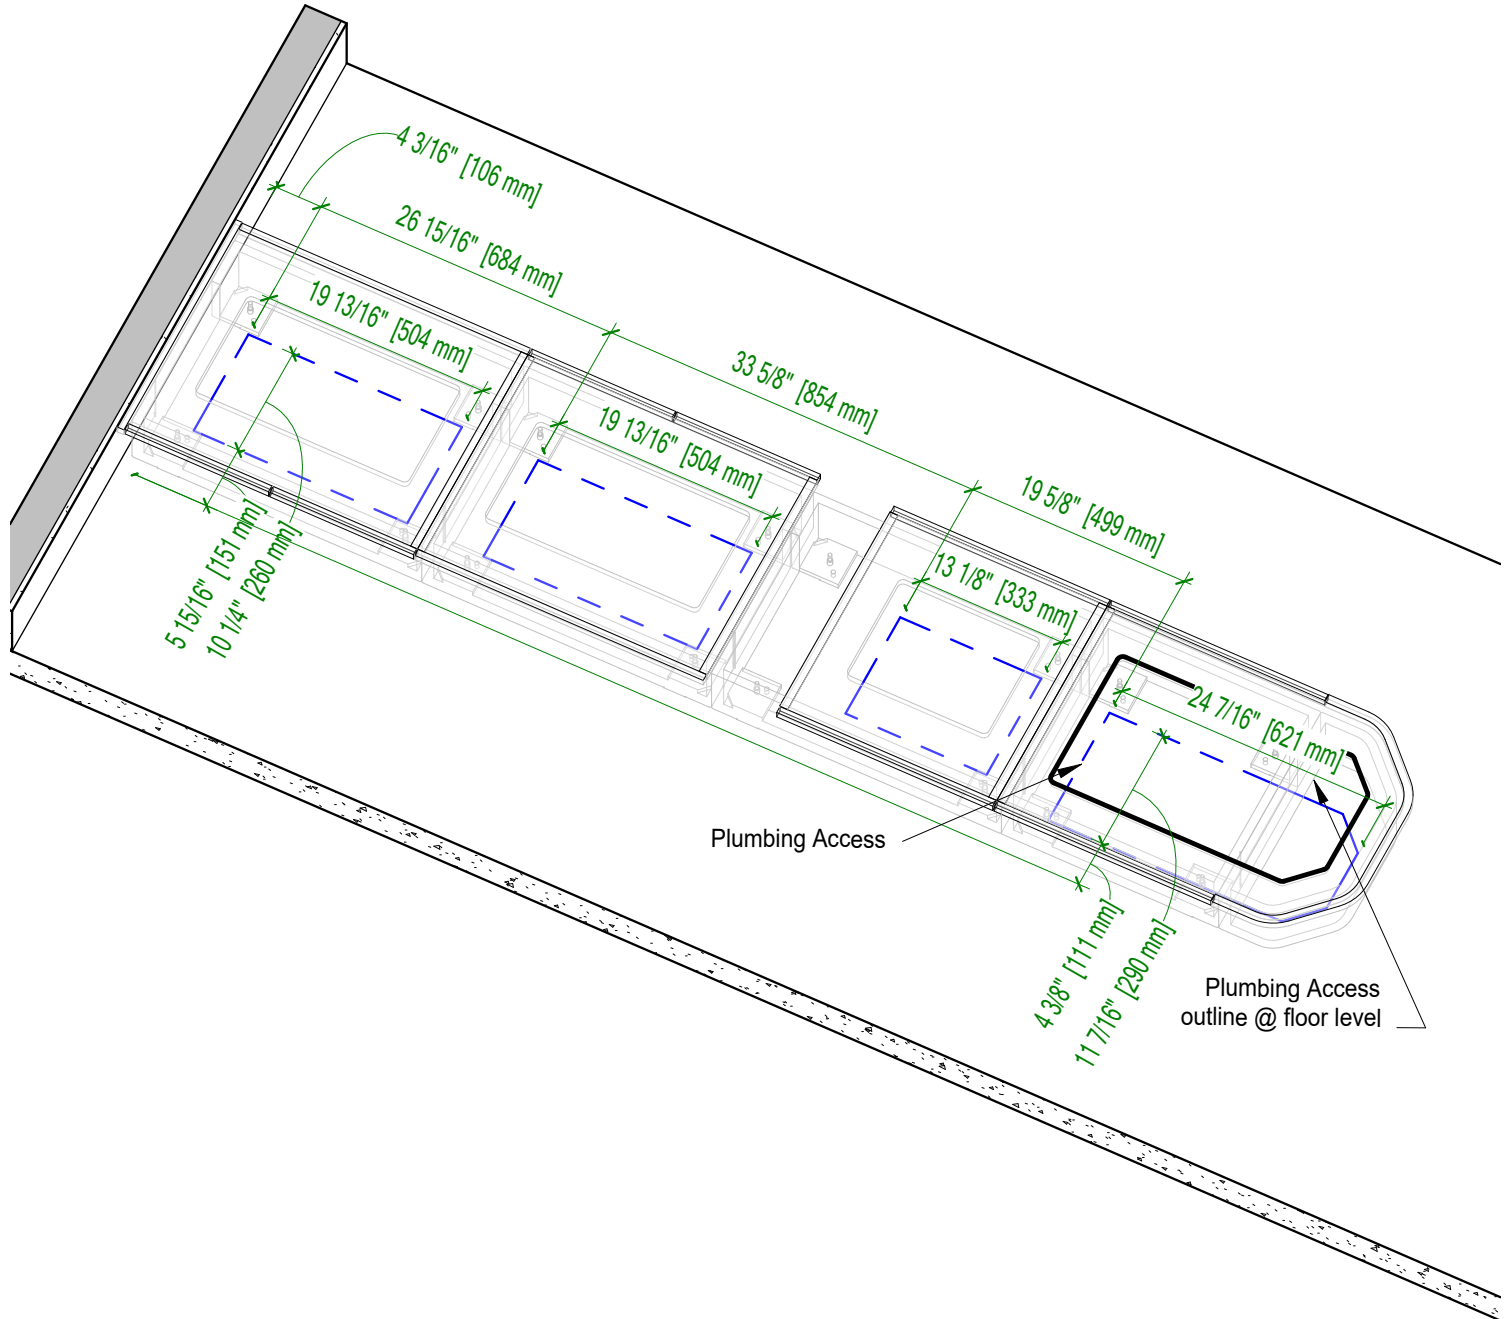 4 3/16" [106 mm]
26 15/16" [684 mm]
19 13/16" [504 mm]
33 5/8" [854 mm]
19 13/16" [504 mm]
19 5/8" [499 mm]
13 1/8" [333 mm]
5 15/16" [151 mm]
10 1/4" [260 mm]
24 7/16" [621 mm]
Plumbing Access
4 3/8" [111 mm]
11 7/16" [290 mm]
Plumbing Access
outline @ floor level